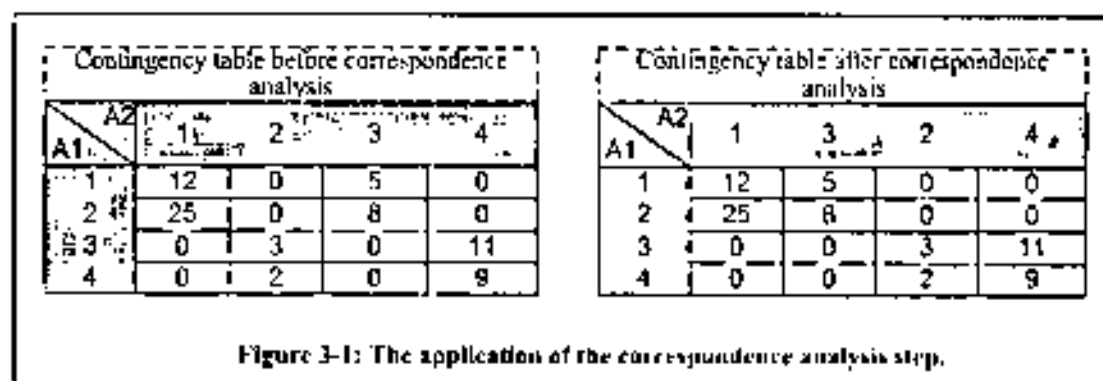 Contingency table before correspondence
analysis
A2
A1 1 2 3 4
1 12 0 5 0
2 25 0 8 0
3 0 3 0 11
4 0 2 0 9
Contingency table after correspondence
analysis
A2
A1 1 3 2 4
1 12 5 0 0
2 25 8 0 0
3 0 0 3 11
4 0 0 2 9
Figure 3-1: The application of the correspondence analysis step.